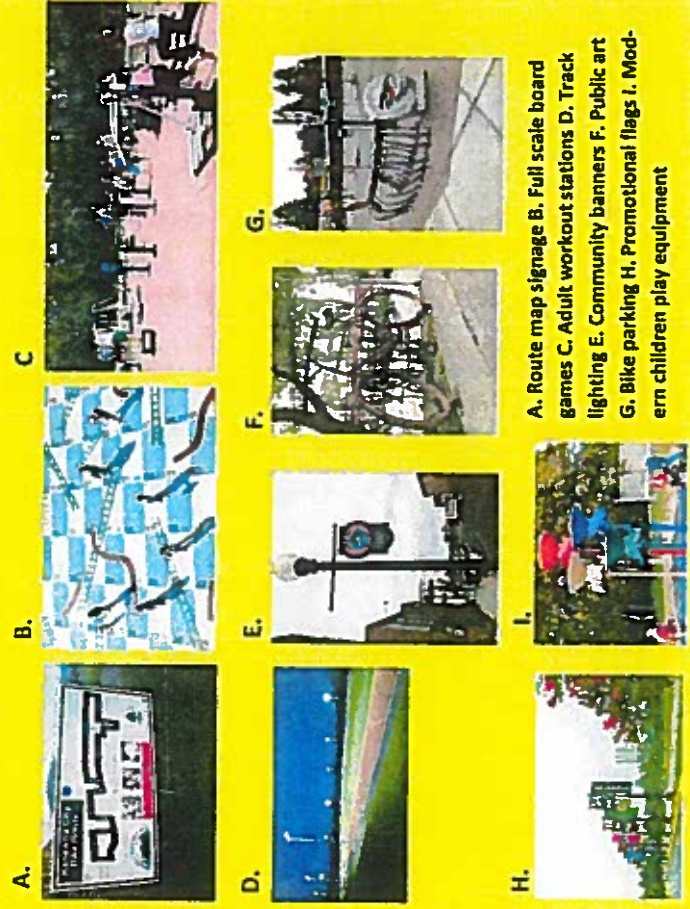 A.
B.
C
D.
E.
F.
G.
H.
I.
A. Route map signage B. Full scale board
games C. Adult workout stations D. Track
lighting E. Community banners F. Public art
G. Bike parking H. Promotional flags I. Mod-
ern children play equipment